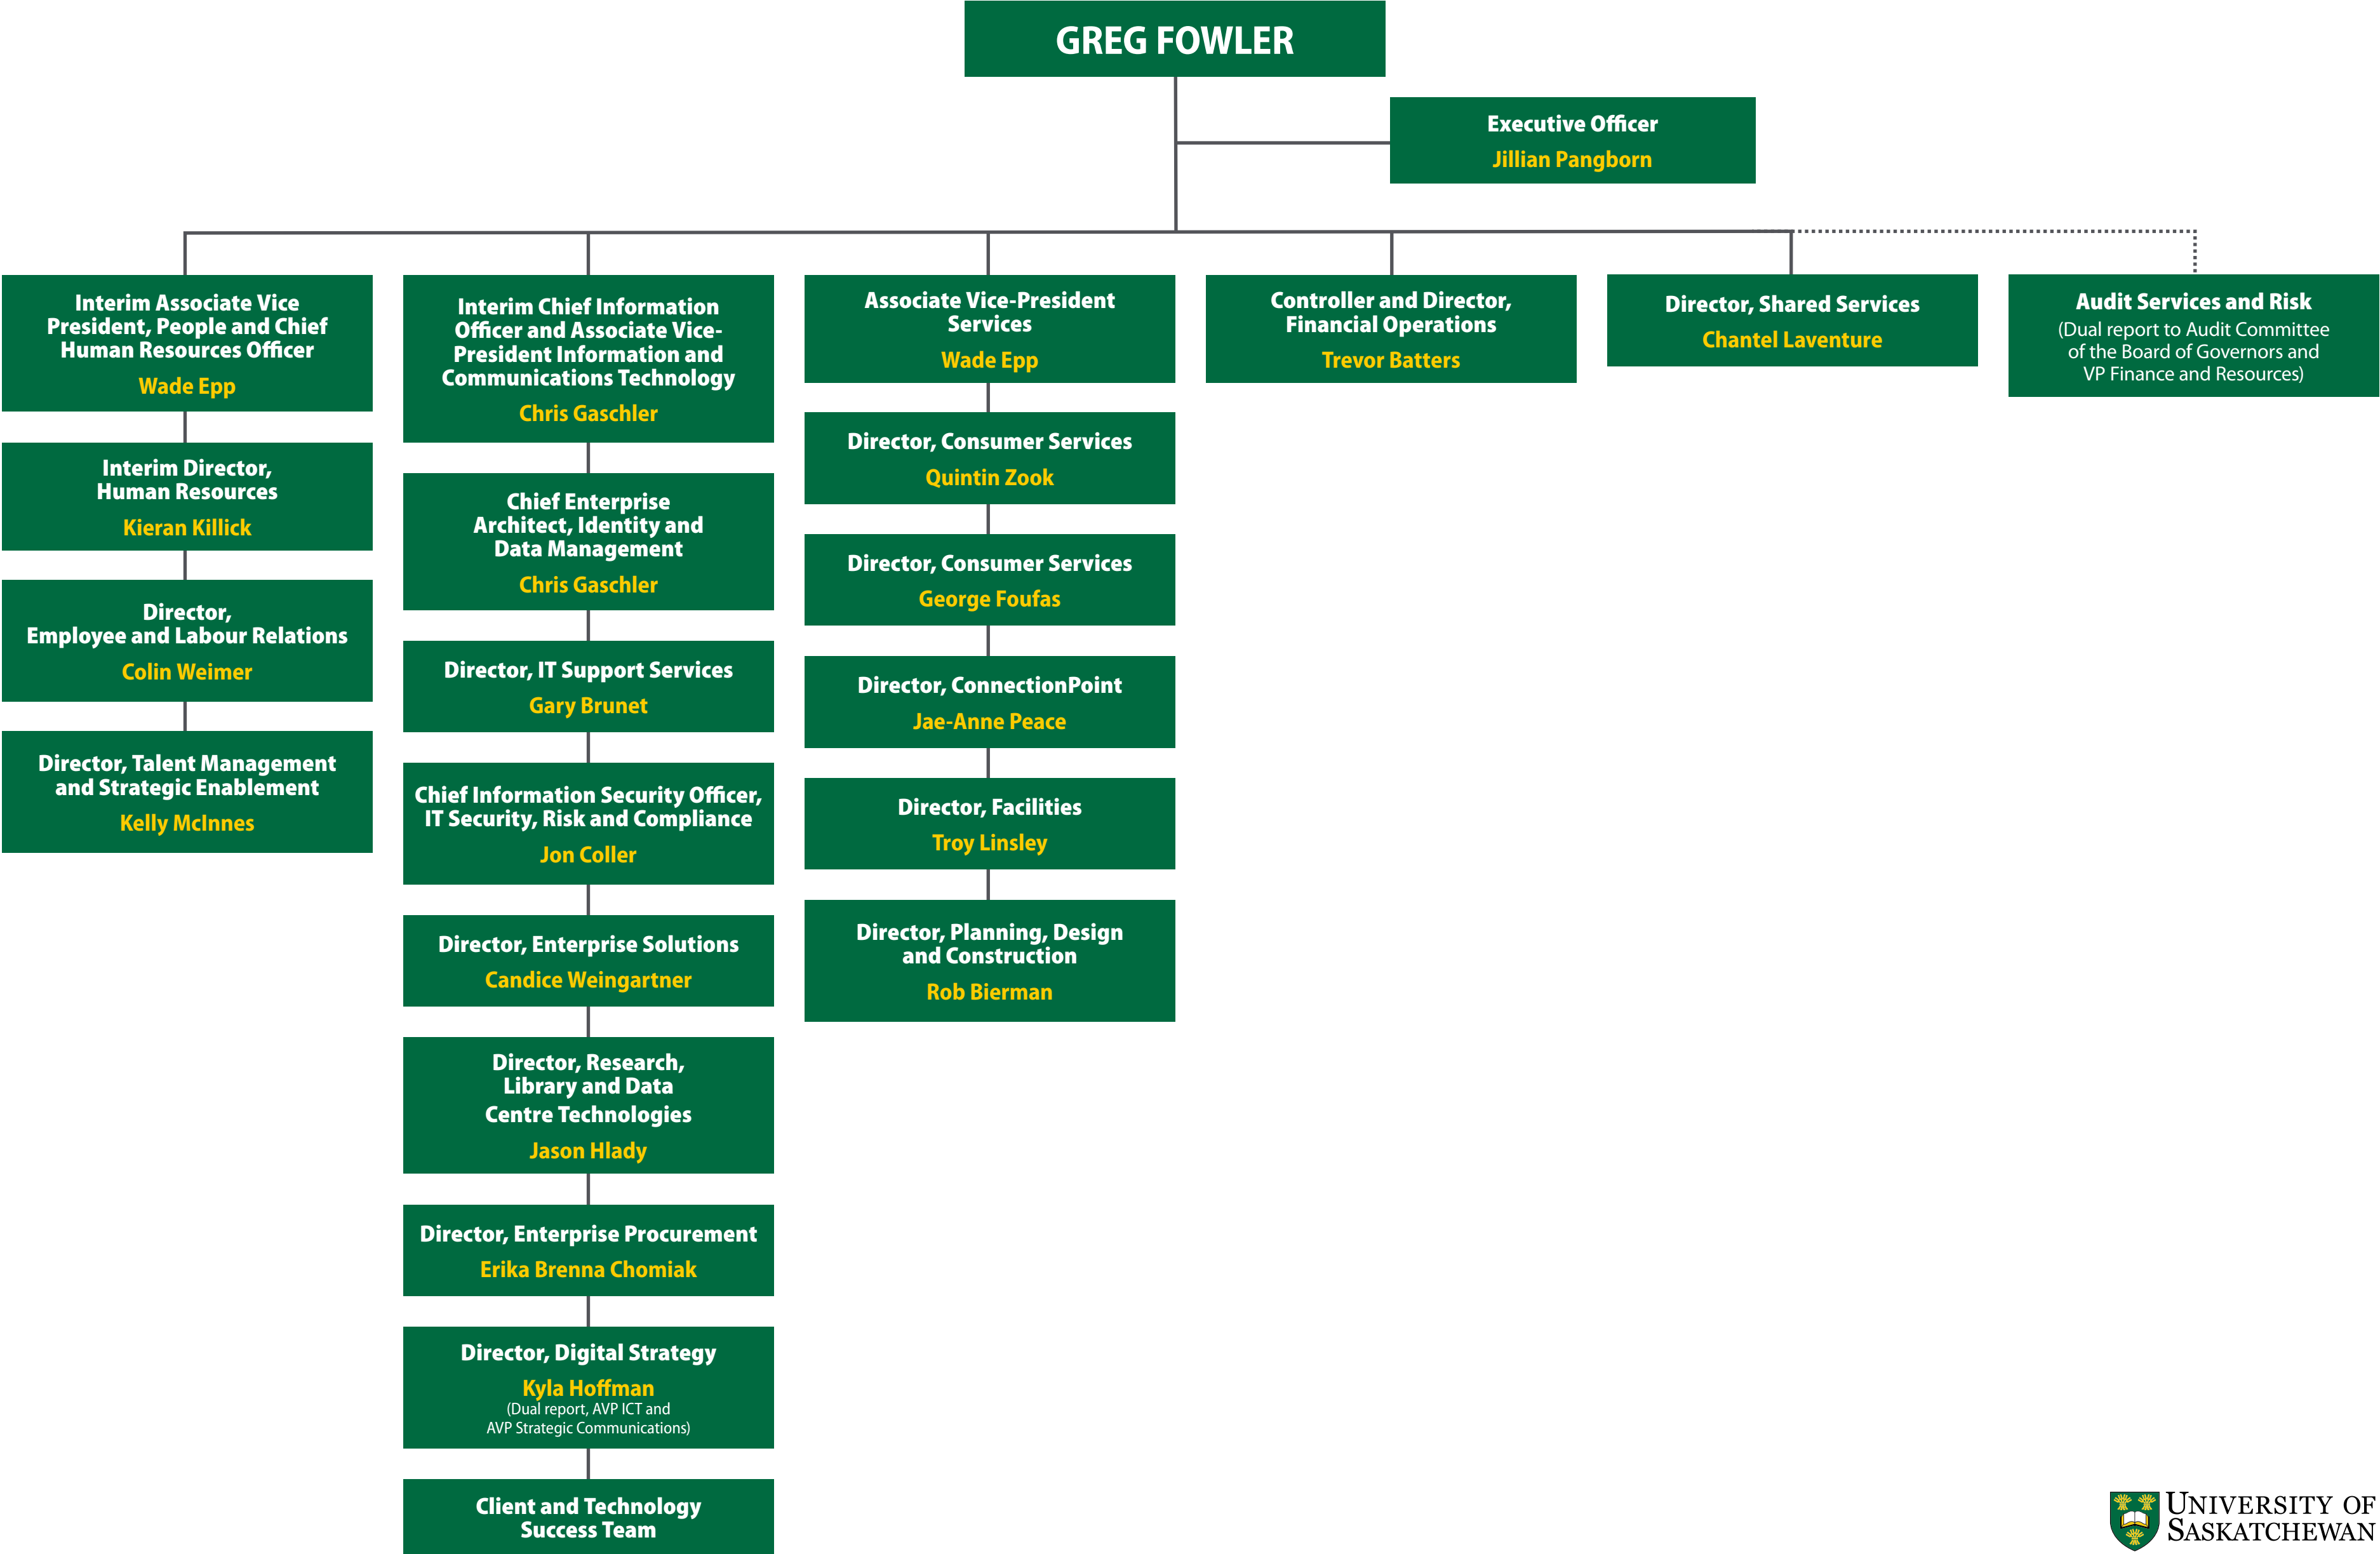 GREG FOWLER
Executive Officer
Jillian Pangborn
Interim Associate Vice
President, People and Chief
Human Resources Officer
Wade Epp
Interim Director,
Human Resources
Kieran Killick
Director,
Employee and Labour Relations
Colin Weimer
Director, Talent Management
and Strategic Enablement
Kelly McInnes
Interim Chief Information
Officer and Associate Vice-
President Information and
Communications Technology
Chris Gaschler
Chief Enterprise
Architect, Identity and
Data Management
Chris Gaschler
Director, IT Support Services
Gary Brunet
Chief Information Security Officer,
IT Security, Risk and Compliance
Jon Coller
Director, Enterprise Solutions
Candice Weingartner
Director, Research,
Library and Data
Centre Technologies
Jason Hlady
Director, Enterprise Procurement
Erika Brenna Chomiak
Director, Digital Strategy
Kyla Hoffman
(Dual report, AVP ICT and
AVP Strategic Communications)
Client and Technology
Success Team
Associate Vice-President
Services
Wade Epp
Director, Consumer Services
Quintin Zook
Director, Consumer Services
George Foufas
Director, ConnectionPoint
Jae-Anne Peace
Director, Facilities
Troy Linsley
Director, Planning, Design
and Construction
Rob Bierman
Controller and Director,
Financial Operations
Trevor Batters
Director, Shared Services
Chantel Laventure
Audit Services and Risk
(Dual report to Audit Committee
of the Board of Governors and
VP Finance and Resources)
UNIVERSITY OF
SASKATCHEWAN